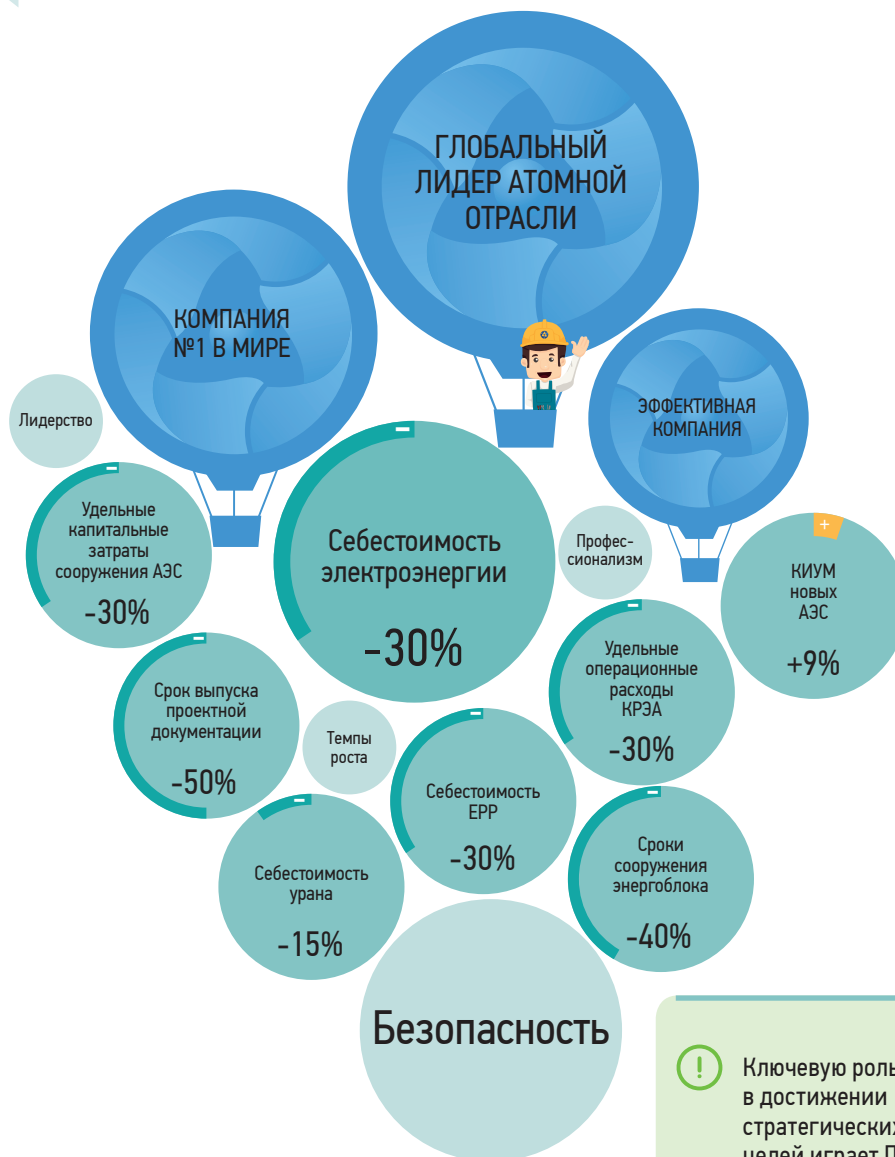 ГЛОБАЛЬНЫЙ
ЛИДЕР АТОМНОЙ
ОТРАСЛИ
КОМПАНИЯ
№1 В МИРЕ
ЭФФЕКТИВНАЯ
КОМПАНИЯ
Лидерство
Удельные
капитальные
затраты
сооружения АЭС
-30%
Себестоимость
электроэнергии
-30%
Профес-
сионализм
КИУМ
новых
АЭС
+9%
Срок выпуска
проектной
документации
-50%
Темпы
роста
Удельные
операционные
расходы
КРЭА
-30%
Себестоимость
ЕРР
-30%
Себестоимость
урана
-15%
Сроки
сооружения
энергоблока
-40%
Безопасность
Ключевую роль
в достижении
стратегических
целей играет